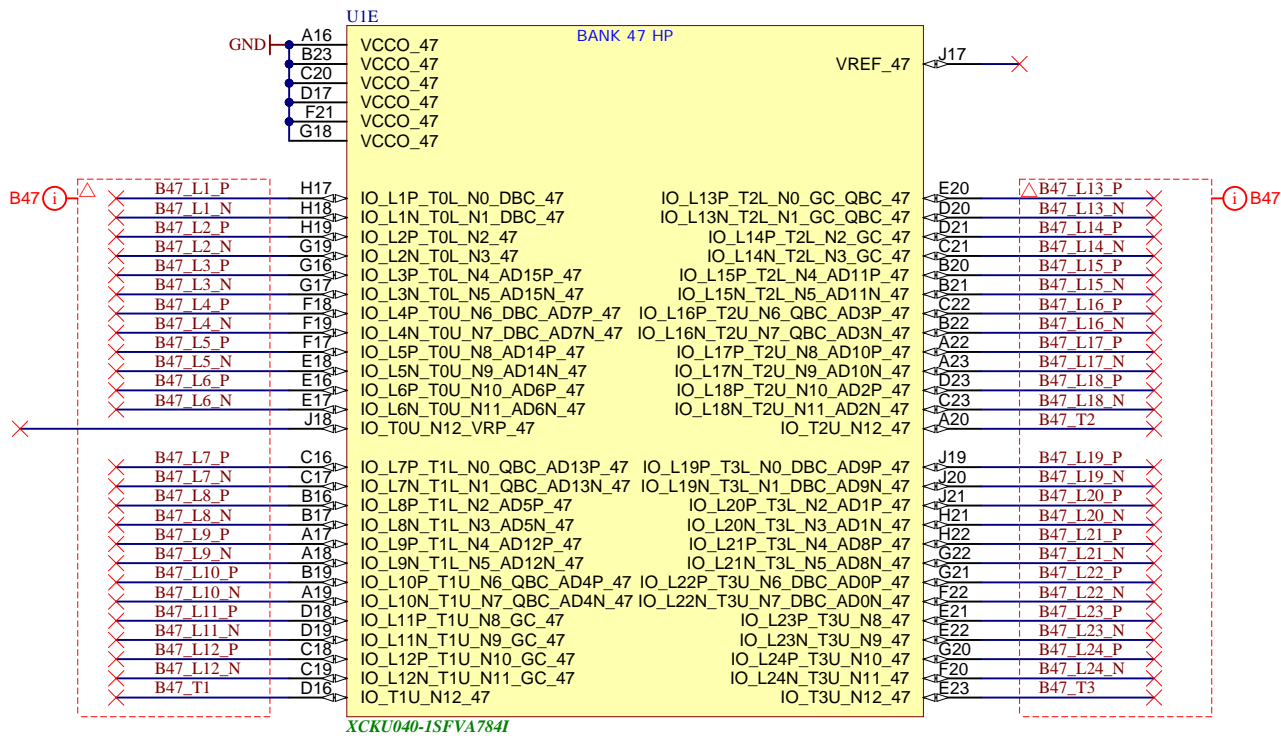 U1E
BANK 47 HP
GND
A16 VCCO_47
B23 VCCO_47
C20 VCCO_47
D17 VCCO_47
F21 VCCO_47
G18 VCCO_47
VREF_47 J17
B47 i
B47_L1_P H17 IO_L1P_T0L_N0_DBC_47
B47_L1_N H18 IO_L1N_T0L_N1_DBC_47
B47_L2_P H19 IO_L2P_T0L_N2_47
B47_L2_N G19 IO_L2N_T0L_N3_47
B47_L3_P G16 IO_L3P_T0L_N4_AD15P_47
B47_L3_N G17 IO_L3N_T0L_N5_AD15N_47
B47_L4_P F18 IO_L4P_T0U_N6_DBC_AD7P_47
B47_L4_N F19 IO_L4N_T0U_N7_DBC_AD7N_47
B47_L5_P F17 IO_L5P_T0U_N8_AD14P_47
B47_L5_N E18 IO_L5N_T0U_N9_AD14N_47
B47_L6_P E16 IO_L6P_T0U_N10_AD6P_47
B47_L6_N E17 IO_L6N_T0U_N11_AD6N_47
J18 IO_T0U_N12_VRP_47
B47_L7_P C16 IO_L7P_T1L_N0_QBC_AD13P_47
B47_L7_N C17 IO_L7N_T1L_N1_QBC_AD13N_47
B47_L8_P B16 IO_L8P_T1L_N2_AD5P_47
B47_L8_N B17 IO_L8N_T1L_N3_AD5N_47
B47_L9_P A17 IO_L9P_T1L_N4_AD12P_47
B47_L9_N A18 IO_L9N_T1L_N5_AD12N_47
B47_L10_P B19 IO_L10P_T1U_N6_QBC_AD4P_47
B47_L10_N A19 IO_L10N_T1U_N7_QBC_AD4N_47
B47_L11_P D18 IO_L11P_T1U_N8_GC_47
B47_L11_N D19 IO_L11N_T1U_N9_GC_47
B47_L12_P C18 IO_L12P_T1U_N10_GC_47
B47_L12_N C19 IO_L12N_T1U_N11_GC_47
B47_T1 D16 IO_T1U_N12_47
IO_L13P_T2L_N0_GC_QBC_47 E20 B47_L13_P
IO_L13N_T2L_N1_GC_QBC_47 D20 B47_L13_N
IO_L14P_T2L_N2_GC_47 D21 B47_L14_P
IO_L14N_T2L_N3_GC_47 C21 B47_L14_N
IO_L15P_T2L_N4_AD11P_47 B20 B47_L15_P
IO_L15N_T2L_N5_AD11N_47 B21 B47_L15_N
IO_L16P_T2U_N6_QBC_AD3P_47 C22 B47_L16_P
IO_L16N_T2U_N7_QBC_AD3N_47 B22 B47_L16_N
IO_L17P_T2U_N8_AD10P_47 A22 B47_L17_P
IO_L17N_T2U_N9_AD10N_47 A23 B47_L17_N
IO_L18P_T2U_N10_AD2P_47 D23 B47_L18_P
IO_L18N_T2U_N11_AD2N_47 C23 B47_L18_N
IO_T2U_N12_47 A20 B47_T2
IO_L19P_T3L_N0_DBC_AD9P_47 J19 B47_L19_P
IO_L19N_T3L_N1_DBC_AD9N_47 J20 B47_L19_N
IO_L20P_T3L_N2_AD1P_47 J21 B47_L20_P
IO_L20N_T3L_N3_AD1N_47 H21 B47_L20_N
IO_L21P_T3L_N4_AD8P_47 H22 B47_L21_P
IO_L21N_T3L_N5_AD8N_47 G22 B47_L21_N
IO_L22P_T3U_N6_DBC_AD0P_47 G21 B47_L22_P
IO_L22N_T3U_N7_DBC_AD0N_47 F22 B47_L22_N
IO_L23P_T3U_N8_47 E21 B47_L23_P
IO_L23N_T3U_N9_47 E22 B47_L23_N
IO_L24P_T3U_N10_47 G20 B47_L24_P
IO_L24N_T3U_N11_47 F20 B47_L24_N
IO_T3U_N12_47 E23 B47_T3
i B47
XCKU040-1SFVA784I